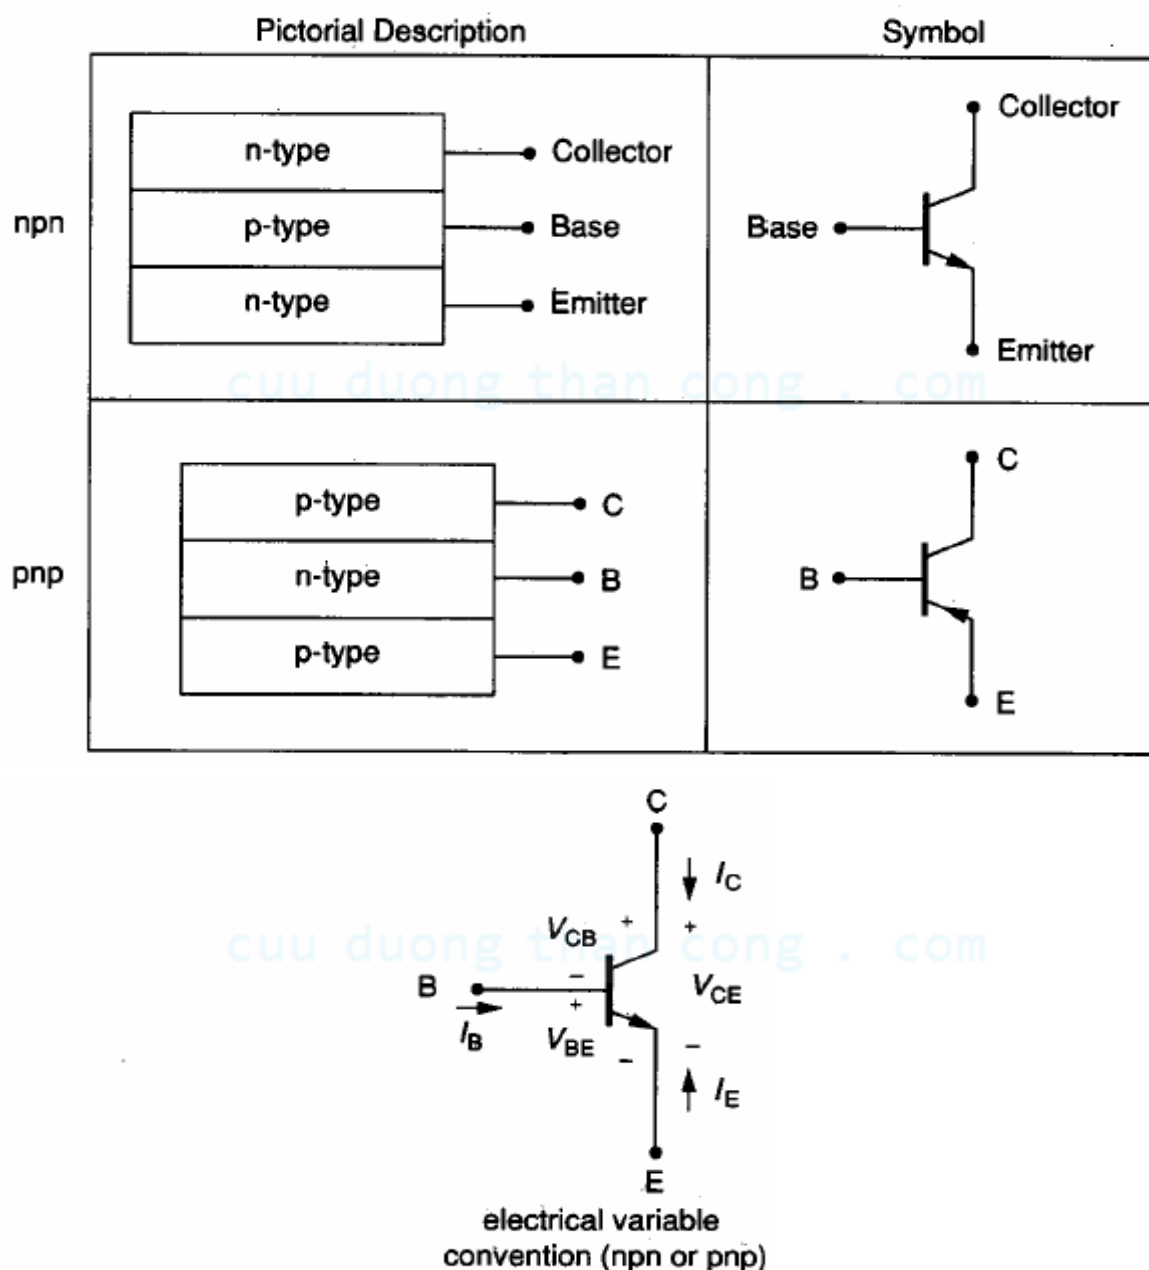 Pictorial Description
Symbol
npn
n-type
Collector
p-type
Base
n-type
Emitter
Collector
Base
Emitter
cuu duong than cong . com
pnp
p-type
C
n-type
B
p-type
E
C
B
E
C
I_C
V_CB
+
+
cuu duong than cong . com
B
−
+
V_CE
I_B
V_BE
−
−
I_E
E
electrical variable
convention (npn or pnp)